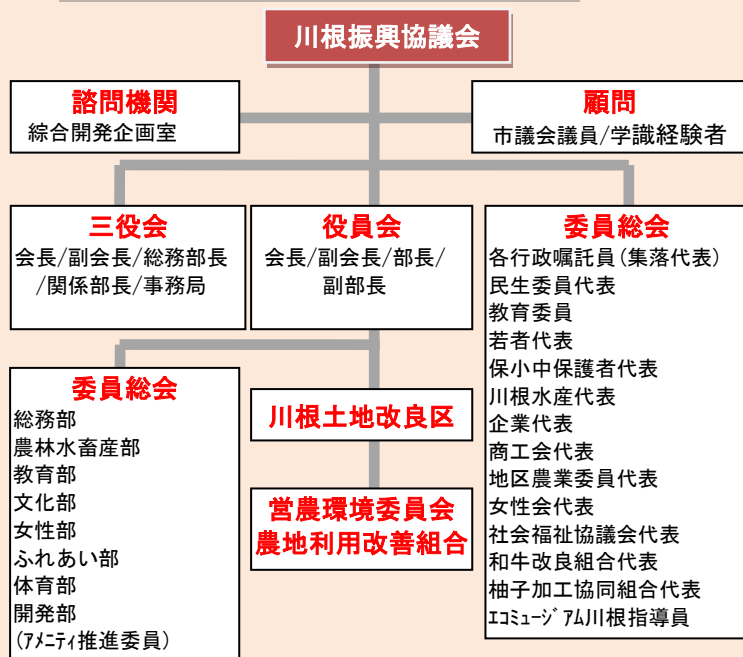 川根振興協議会
諮問機関
綜合開発企画室
顧問
市議会議員/学識経験者
三役会
会長/副会長/総務部長
/関係部長/事務局
役員会
会長/副会長/部長/
副部長
委員総会
各行政嘱託員(集落代表)
民生委員代表
教育委員
若者代表
保小中保護者代表
川根水産代表
企業代表
商工会代表
地区農業委員代表
女性会代表
社会福祉協議会代表
和牛改良組合代表
柚子加工協同組合代表
ｴｺﾐｭｰｼﾞｱﾑ川根指導員
委員総会
総務部
農林水畜産部
教育部
文化部
女性部
ふれあい部
体育部
開発部
(ｱﾒﾆﾃｨ推進委員)
川根土地改良区
営農環境委員会
農地利用改善組合